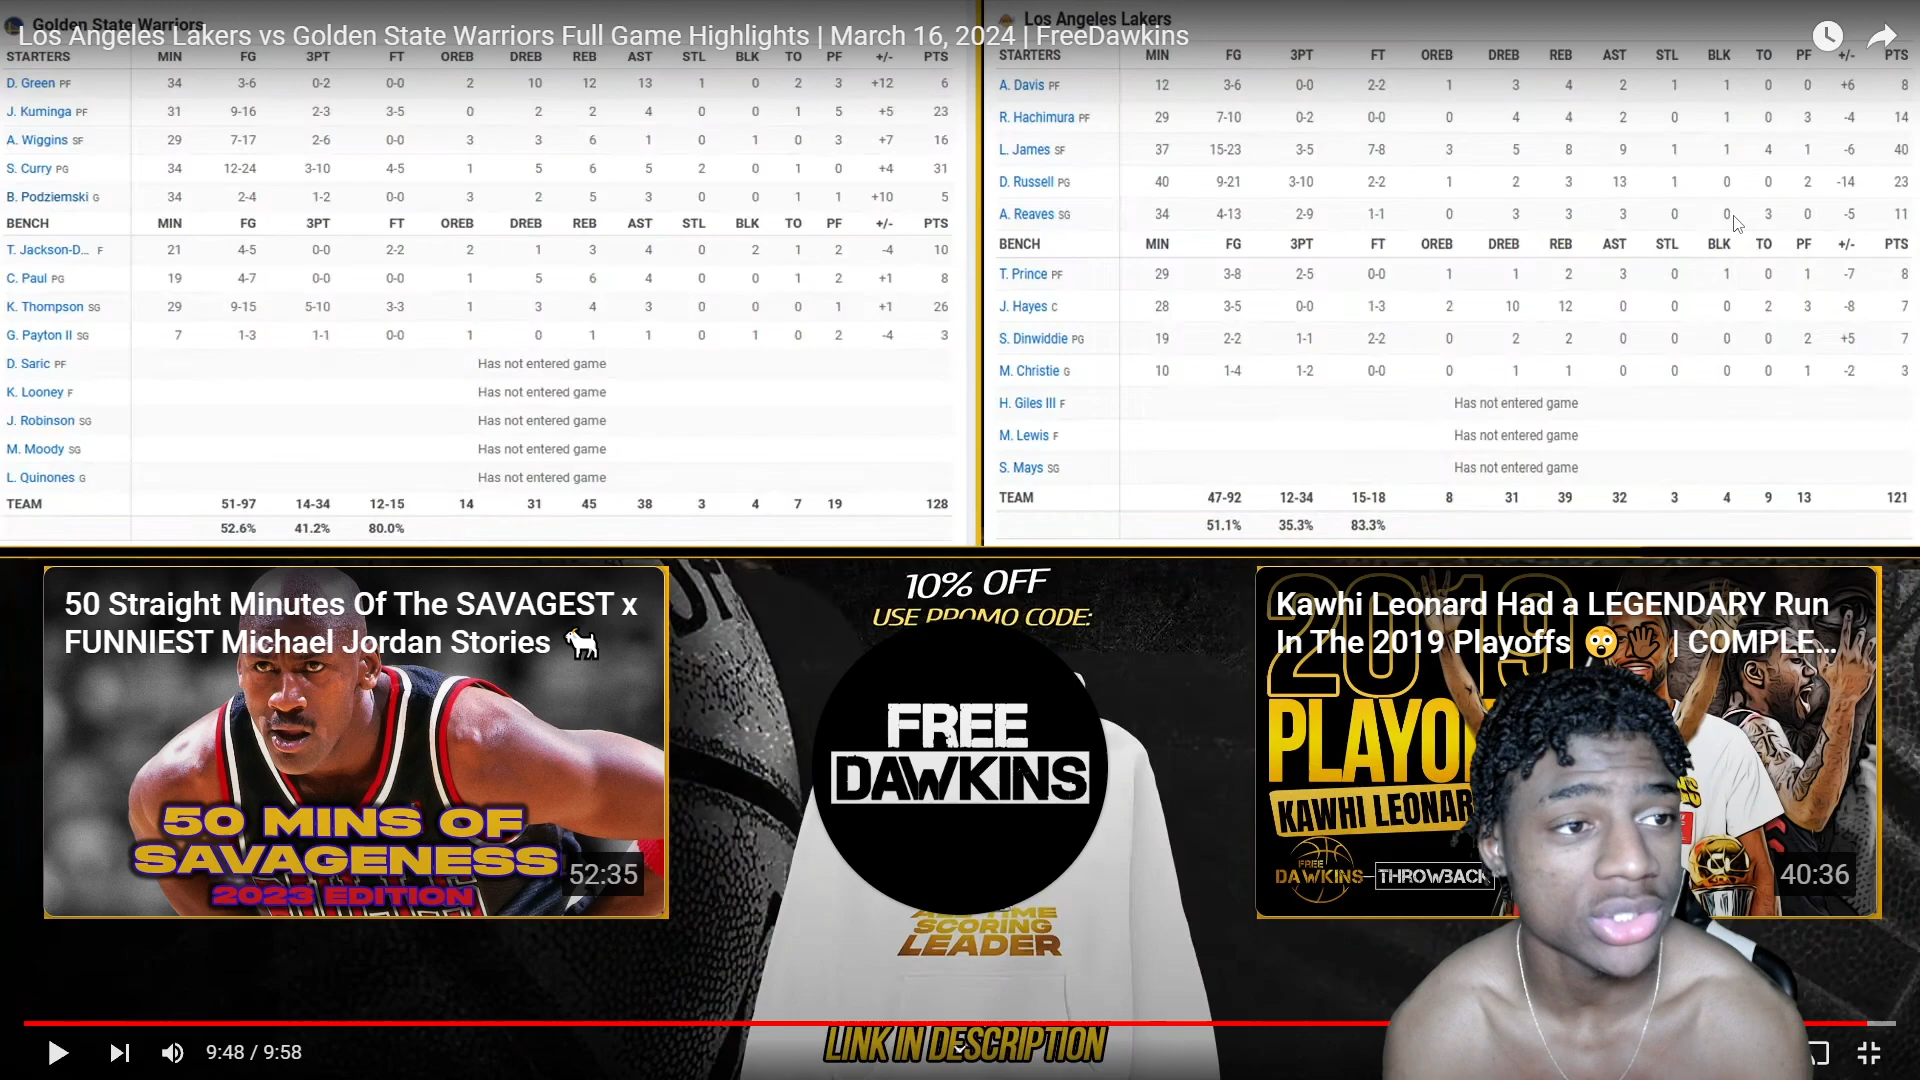 Golden State Warriors
Los Angeles Lakers vs Golden State Warriors Full Game Highlights | March 16, 2024 | FreeDawkins
STARTERS MIN FG 3PT FT OREB DREB REB AST STL BLK TO PF +/- PTS
D. Green PF 34 3-6 0-2 0-0 2 10 12 13 1 0 2 3 +12 6
J. Kuminga PF 31 9-16 2-3 3-5 0 2 2 4 0 0 1 5 +5 23
A. Wiggins SF 29 7-17 2-6 0-0 3 3 6 1 0 1 0 3 +7 16
S. Curry PG 34 12-24 3-10 4-5 1 5 6 5 2 0 1 0 +4 31
B. Podziemski G 34 2-4 1-2 0-0 3 2 5 3 0 0 1 1 +10 5
BENCH MIN FG 3PT FT OREB DREB REB AST STL BLK TO PF +/- PTS
T. Jackson-D... F 21 4-5 0-0 2-2 2 1 3 4 0 2 1 2 -4 10
C. Paul PG 19 4-7 0-0 0-0 1 5 6 4 0 0 1 2 +1 8
K. Thompson SG 29 9-15 5-10 3-3 1 3 4 3 0 0 0 1 +1 26
G. Payton II SG 7 1-3 1-1 0-0 1 0 1 1 0 1 0 2 -4 3
D. Saric PF Has not entered game
K. Looney F Has not entered game
J. Robinson SG Has not entered game
M. Moody SG Has not entered game
L. Quinones G Has not entered game
TEAM 51-97 14-34 12-15 14 31 45 38 3 4 7 19 128
52.6% 41.2% 80.0%
Los Angeles Lakers
STARTERS MIN FG 3PT FT OREB DREB REB AST STL BLK TO PF +/- PTS
A. Davis PF 12 3-6 0-0 2-2 1 3 4 2 1 1 0 0 +6 8
R. Hachimura PF 29 7-10 0-2 0-0 0 4 4 2 0 1 0 3 -4 14
L. James SF 37 15-23 3-5 7-8 3 5 8 9 1 1 4 1 -6 40
D. Russell PG 40 9-21 3-10 2-2 1 2 3 13 1 0 0 2 -14 23
A. Reaves SG 34 4-13 2-9 1-1 0 3 3 3 0 0 3 0 -5 11
BENCH MIN FG 3PT FT OREB DREB REB AST STL BLK TO PF +/- PTS
T. Prince PF 29 3-8 2-5 0-0 1 1 2 3 0 1 0 1 -7 8
J. Hayes C 28 3-5 0-0 1-3 2 10 12 0 0 0 2 3 -8 7
S. Dinwiddie PG 19 2-2 1-1 2-2 0 2 2 0 0 0 0 2 +5 7
M. Christie G 10 1-4 1-2 0-0 0 1 1 0 0 0 0 1 -2 3
H. Giles III F Has not entered game
M. Lewis F Has not entered game
S. Mays SG Has not entered game
TEAM 47-92 12-34 15-18 8 31 39 32 3 4 9 13 121
51.1% 35.3% 83.3%
50 Straight Minutes Of The SAVAGEST x
FUNNIEST Michael Jordan Stories 🐐
50 MINS OF
SAVAGENESS
2023 EDITION
52:35
10% OFF
USE PROMO CODE:
FREE
DAWKINS
ALL-TIME
SCORING
LEADER
LINK IN DESCRIPTION
Kawhi Leonard Had a LEGENDARY Run
In The 2019 Playoffs 😲👋🏿 | COMPLE...
2019
PLAYO
KAWHI LEONAR
FREE
DAWKINS
THROWBACK
40:36
9:48 / 9:58